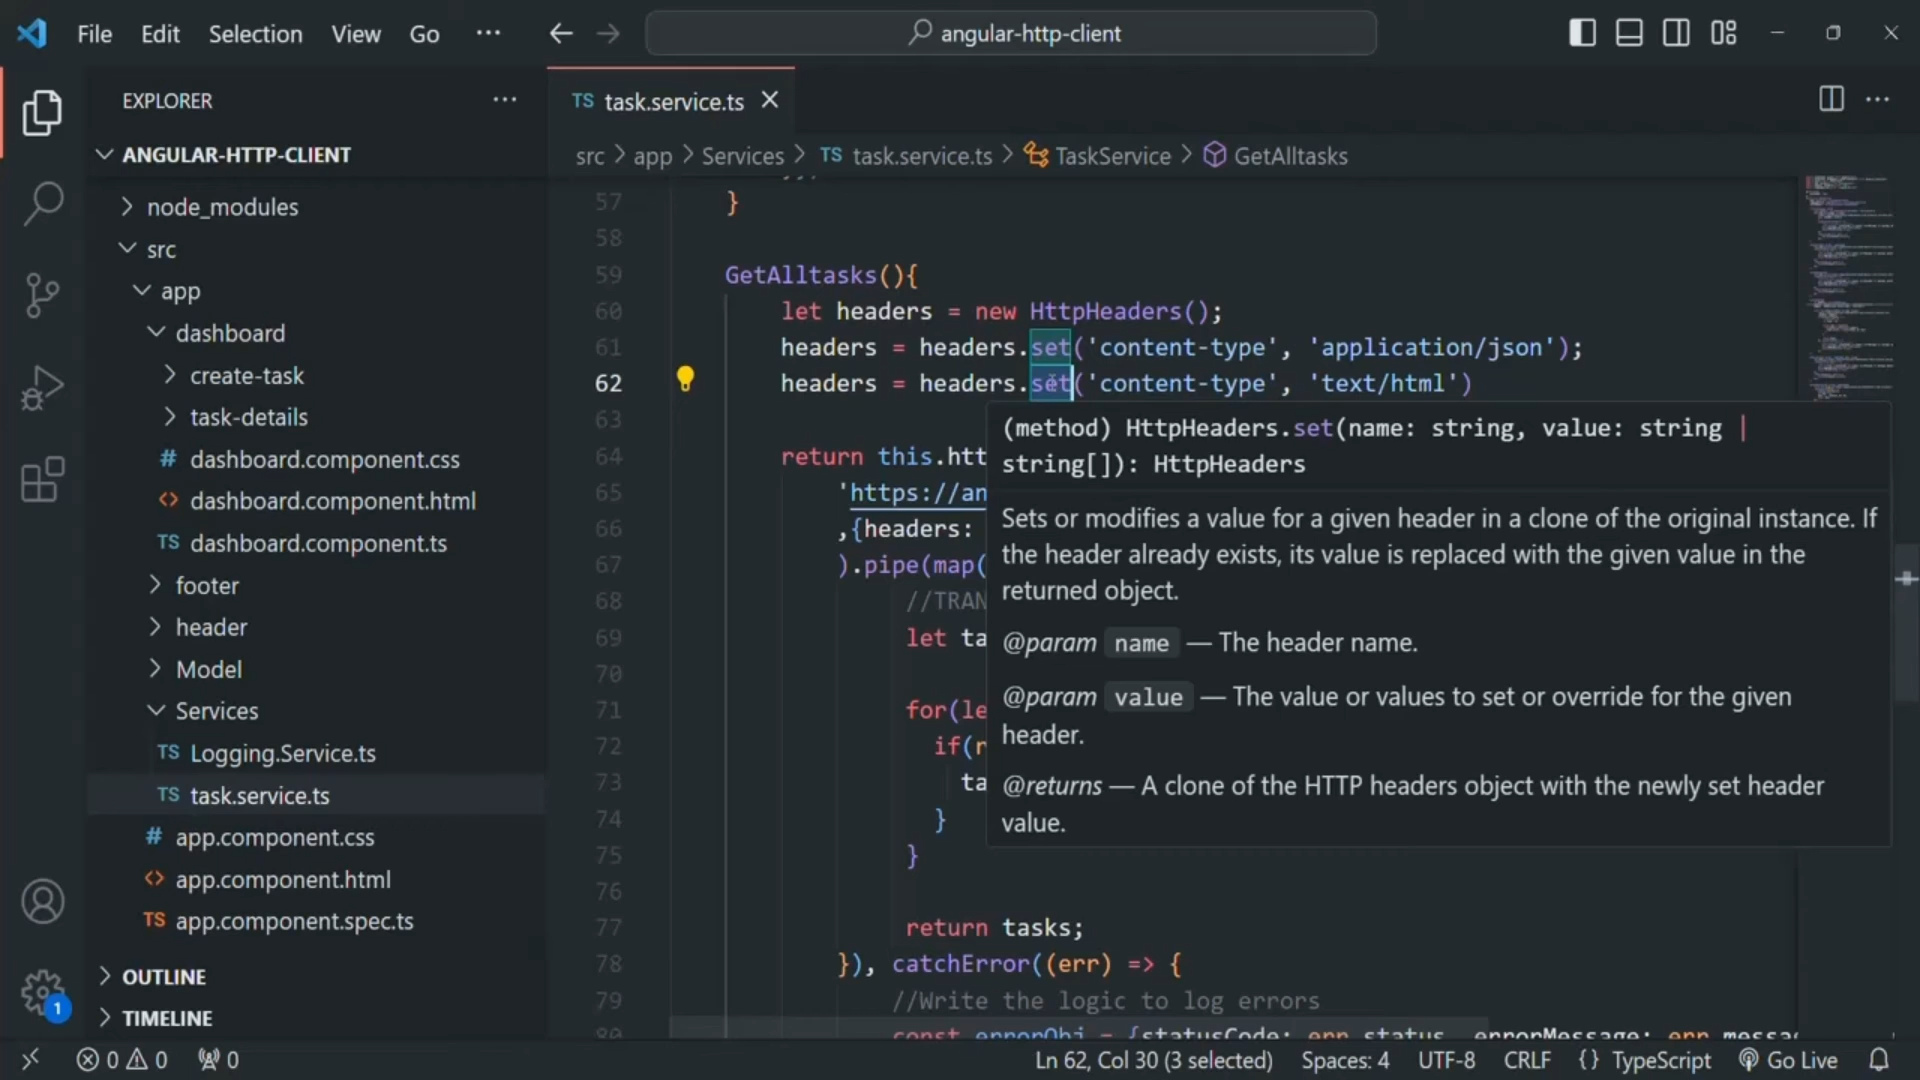 File Edit Selection View Go ··· angular-http-client
EXPLORER ···
ANGULAR-HTTP-CLIENT
node_modules
src
app
dashboard
create-task
task-details
# dashboard.component.css
<> dashboard.component.html
TS dashboard.component.ts
footer
header
Model
Services
TS Logging.Service.ts
TS task.service.ts
# app.component.css
<> app.component.html
TS app.component.spec.ts
OUTLINE
TIMELINE
1
TS task.service.ts ···
src > app > Services > TS task.service.ts > TaskService > GetAlltasks
57 }
58
59 GetAlltasks(){
60 let headers = new HttpHeaders();
61 headers = headers.set('content-type', 'application/json');
62 headers = headers.set('content-type', 'text/html')
63
64 return this.htt
65 'https://an
66 ,{headers:
67 ).pipe(map(
68 //TRAN
69 let ta
70
71 for(le
72 if(r
73 ta
74 }
75 }
76
77 return tasks;
78 }), catchError((err) => {
79 //Write the logic to log errors
80 const errorObj = {statusCode: err.status, errorMessage: err.messa
(method) HttpHeaders.set(name: string, value: string |
string[]): HttpHeaders
Sets or modifies a value for a given header in a clone of the original instance. If
the header already exists, its value is replaced with the given value in the
returned object.
@param name — The header name.
@param value — The value or values to set or override for the given
header.
@returns — A clone of the HTTP headers object with the newly set header
value.
0 0 0 Ln 62, Col 30 (3 selected) Spaces: 4 UTF-8 CRLF {} TypeScript Go Live